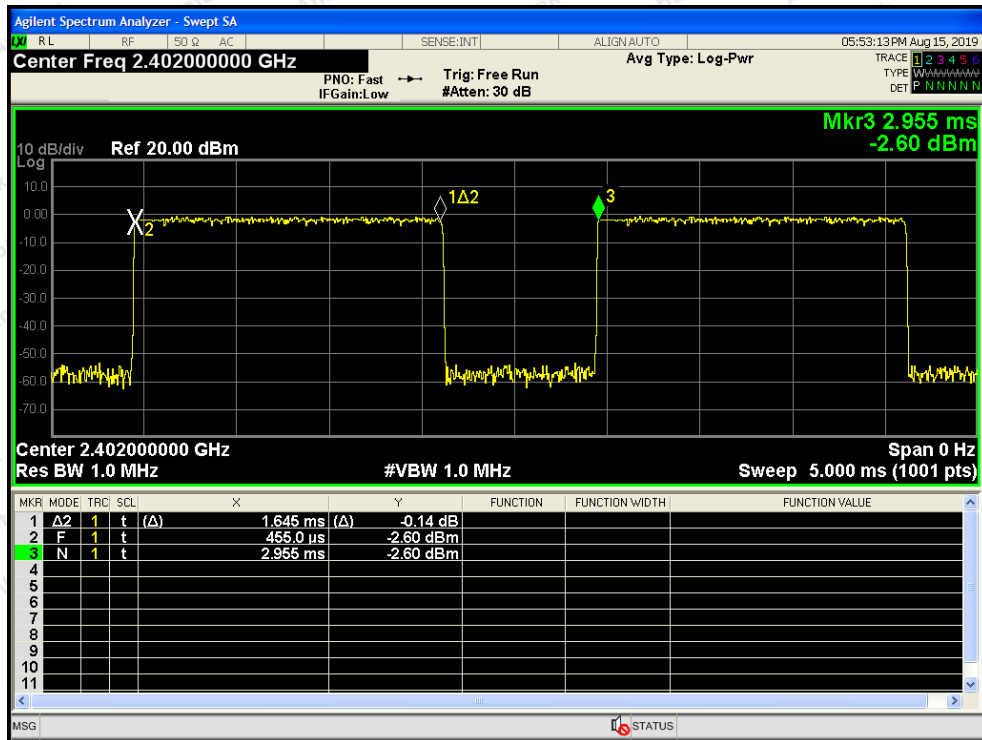 Agilent Spectrum Analyzer - Swept SA
LXI RL RF 50 Ω AC SENSE:INT ALIGN AUTO 05:53:13 PM Aug 15, 2019
Center Freq 2.402000000 GHz Avg Type: Log-Pwr TRACE 1 2 3 4 5 6
PNO: Fast Trig: Free Run TYPE WWWWWW
IFGain:Low #Atten: 30 dB DET P N N N N N
Mkr3 2.955 ms
10 dB/div Ref 20.00 dBm -2.60 dBm
Log
10.0
0.00
-10.0
-20.0
-30.0
-40.0
-50.0
-60.0
-70.0
X2
1Δ2
3
Center 2.402000000 GHz Span 0 Hz
Res BW 1.0 MHz #VBW 1.0 MHz Sweep 5.000 ms (1001 pts)
MKR MODE TRC SCL X Y FUNCTION FUNCTION WIDTH FUNCTION VALUE
1 Δ2 1 t (Δ) 1.645 ms (Δ) -0.14 dB
2 F 1 t 455.0 µs -2.60 dBm
3 N 1 t 2.955 ms -2.60 dBm
4
5
6
7
8
9
10
11
MSG STATUS